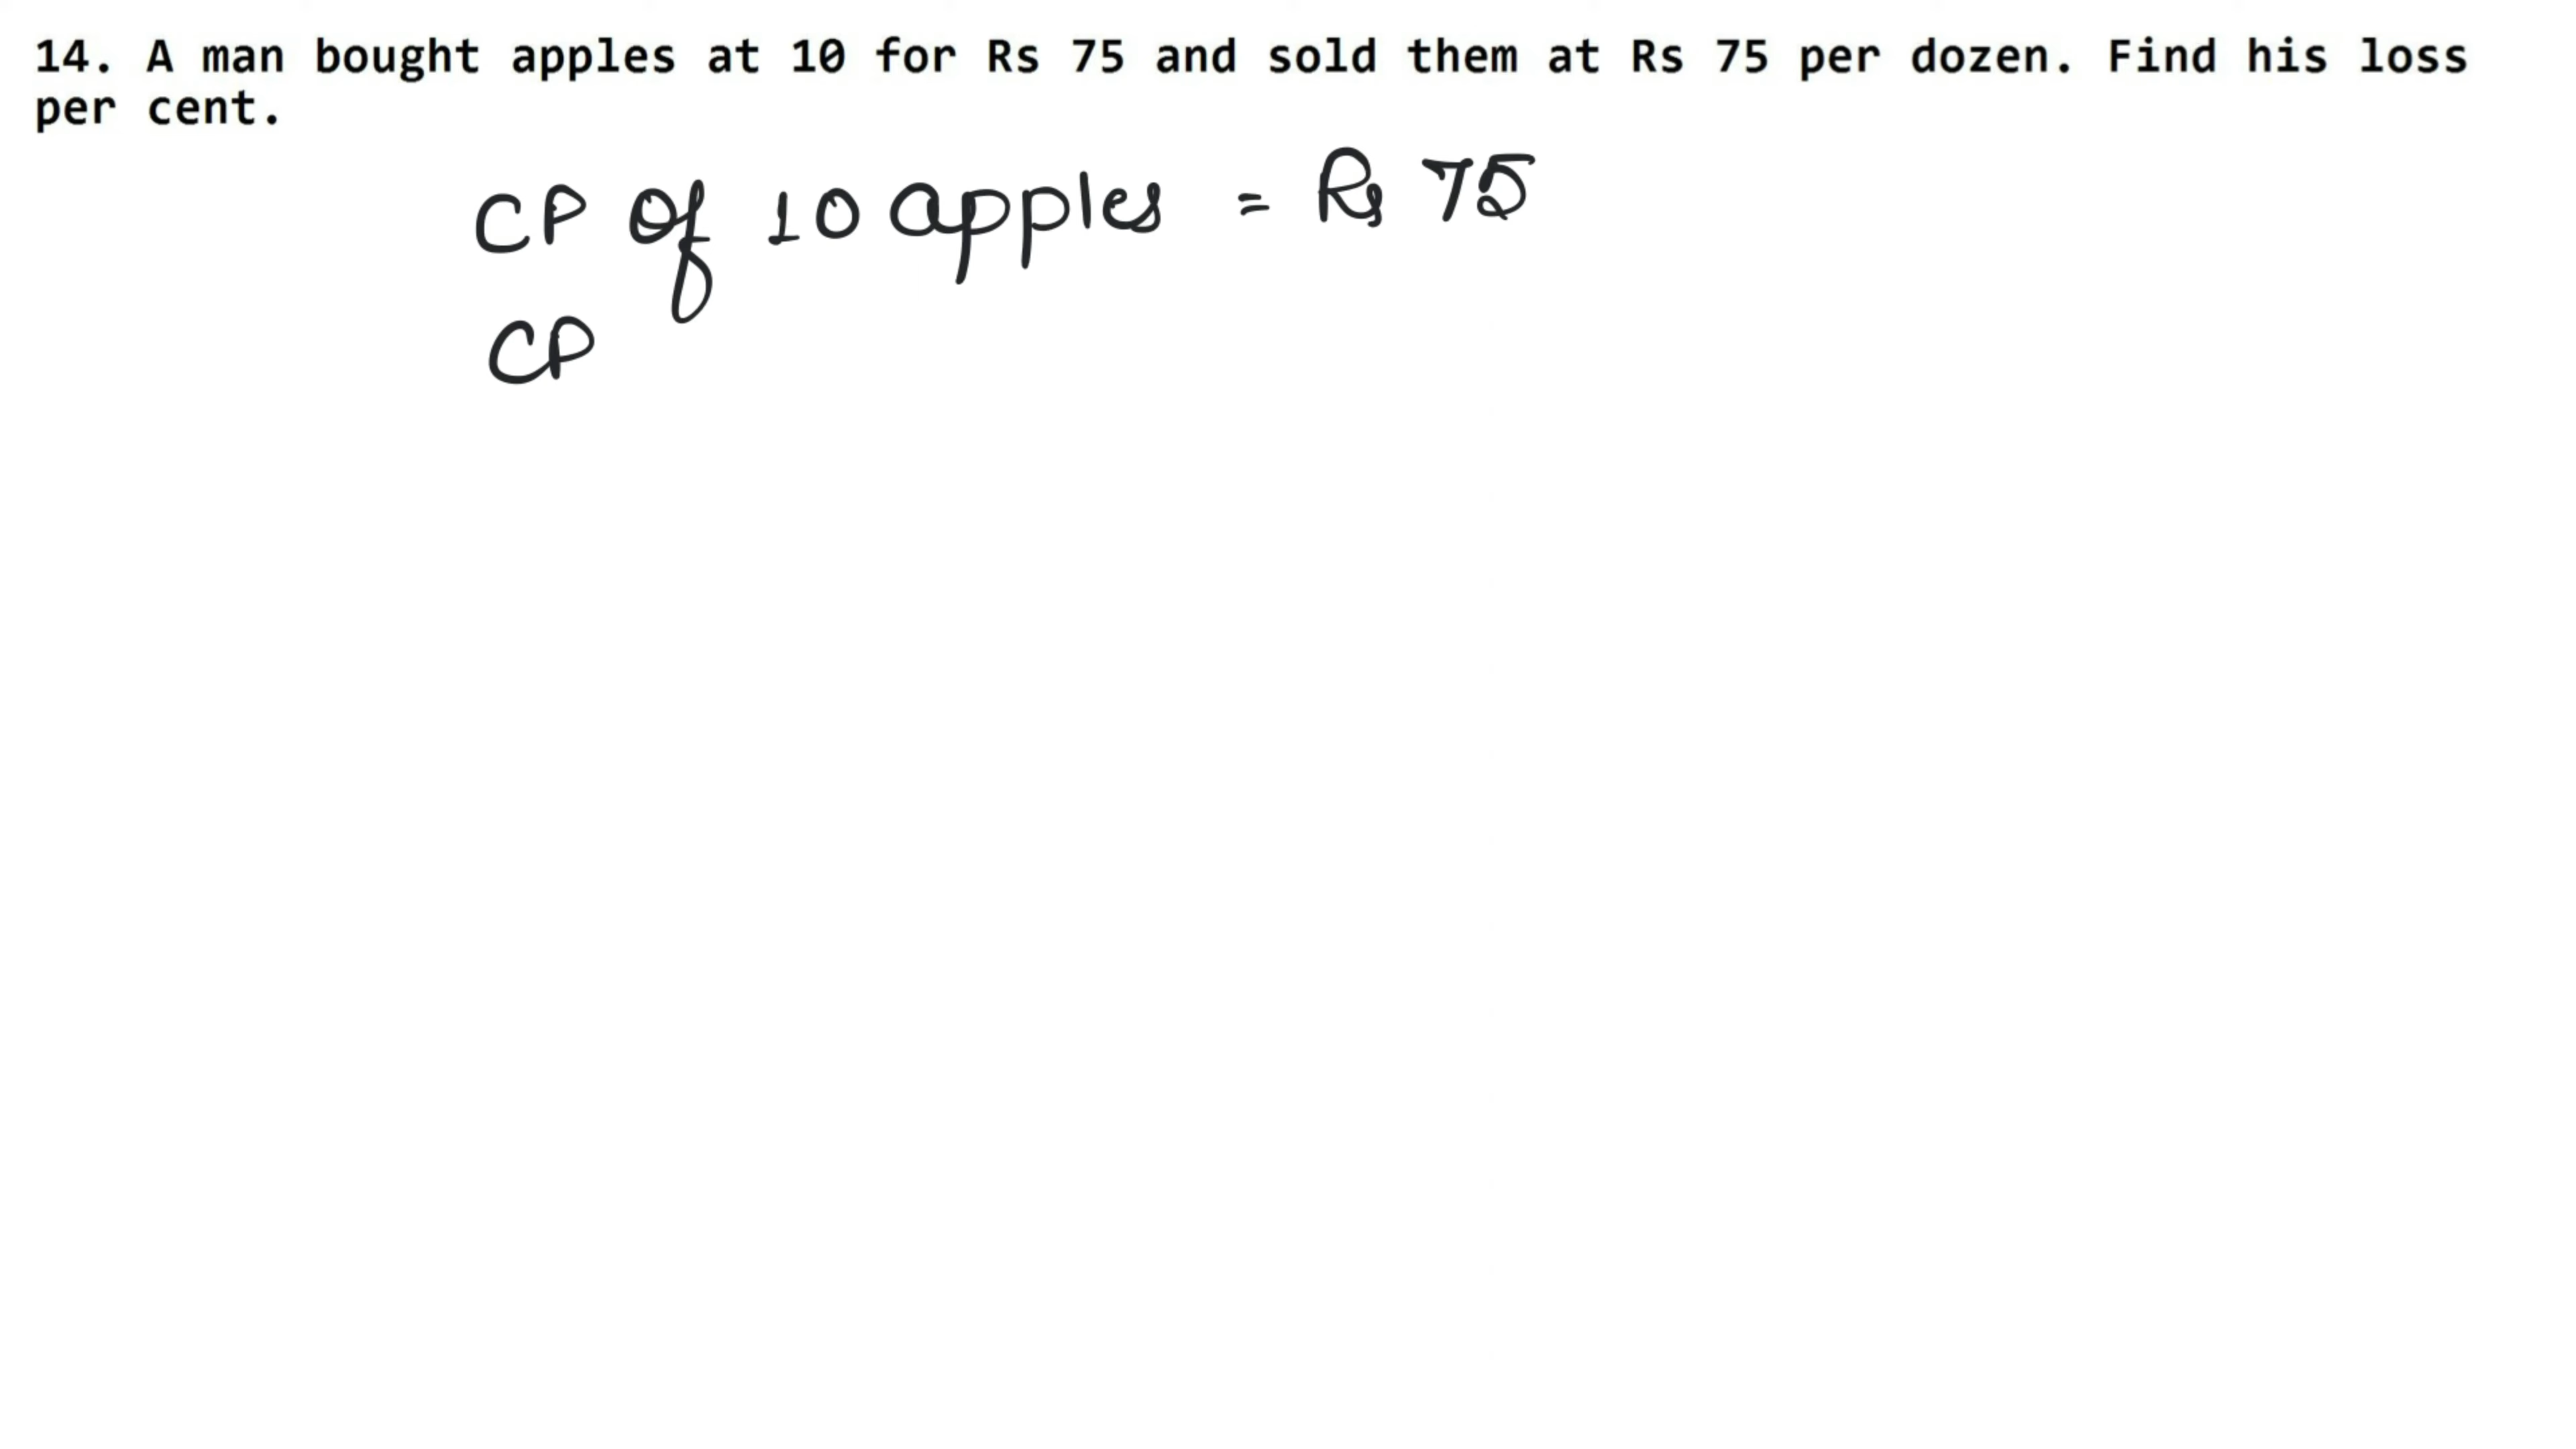 14. A man bought apples at 10 for Rs 75 and sold them at Rs 75 per dozen. Find his loss
per cent.
CP of 10 apples = Rs 75
CP